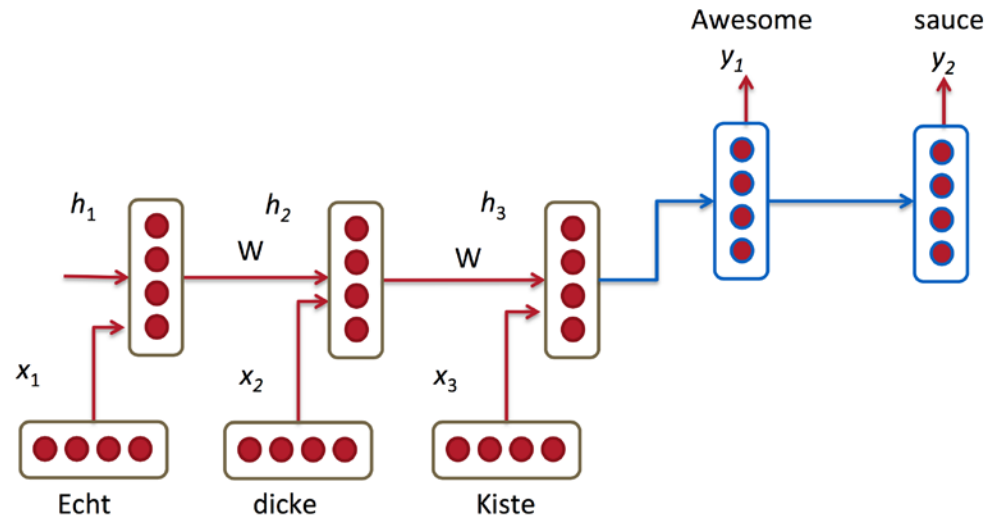 Awesome sauce
y1 y2
h1 h2 h3
W W
x1 x2 x3
Echt dicke Kiste